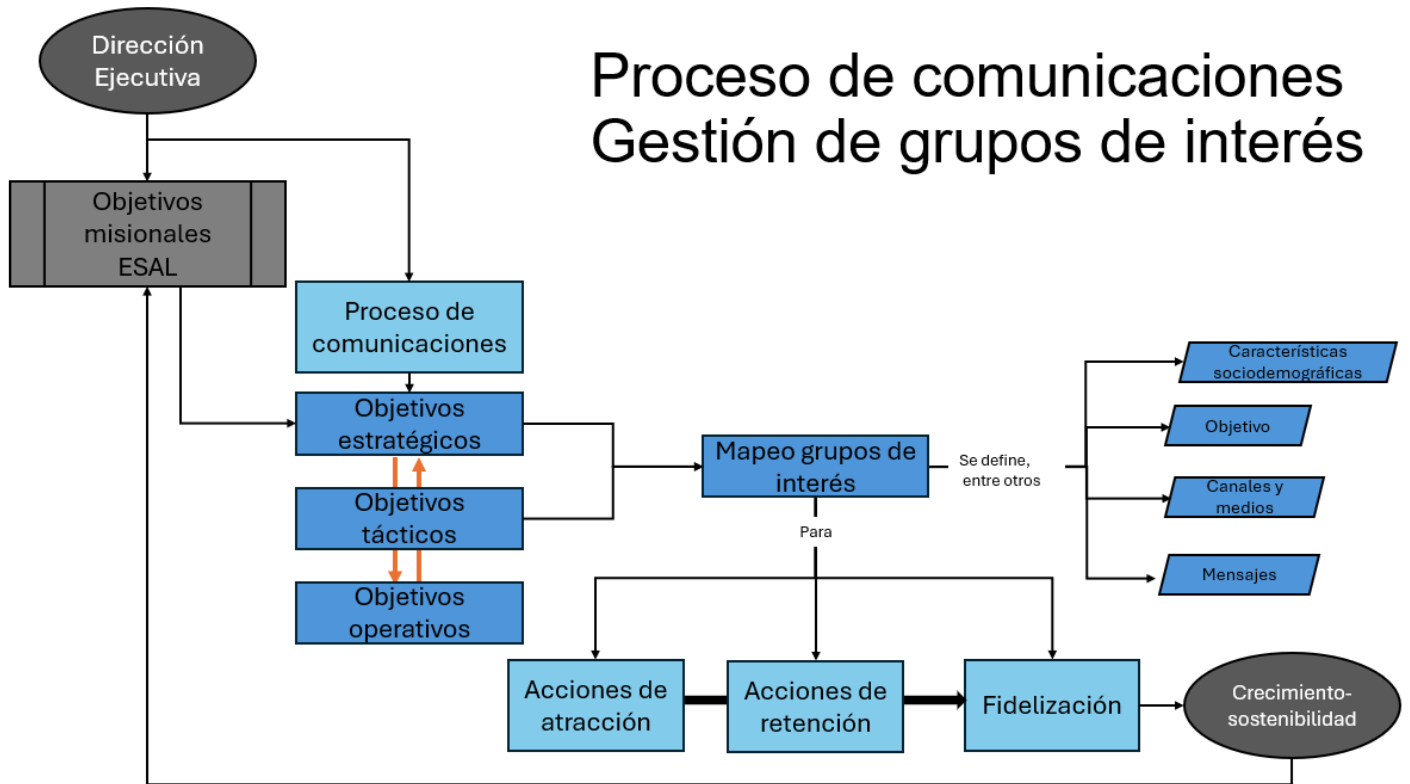 Dirección
Ejecutiva
Proceso de comunicaciones
Gestión de grupos de interés
Objetivos
misionales
ESAL
Proceso de
comunicaciones
Objetivos
estratégicos
Objetivos
tácticos
Objetivos
operativos
Mapeo grupos de
interés
Se define,
entre otros
Características
sociodemográficas
Objetivo
Canales y
medios
Mensajes
Para
Acciones de
atracción
Acciones de
retención
Fidelización
Crecimiento-
sostenibilidad